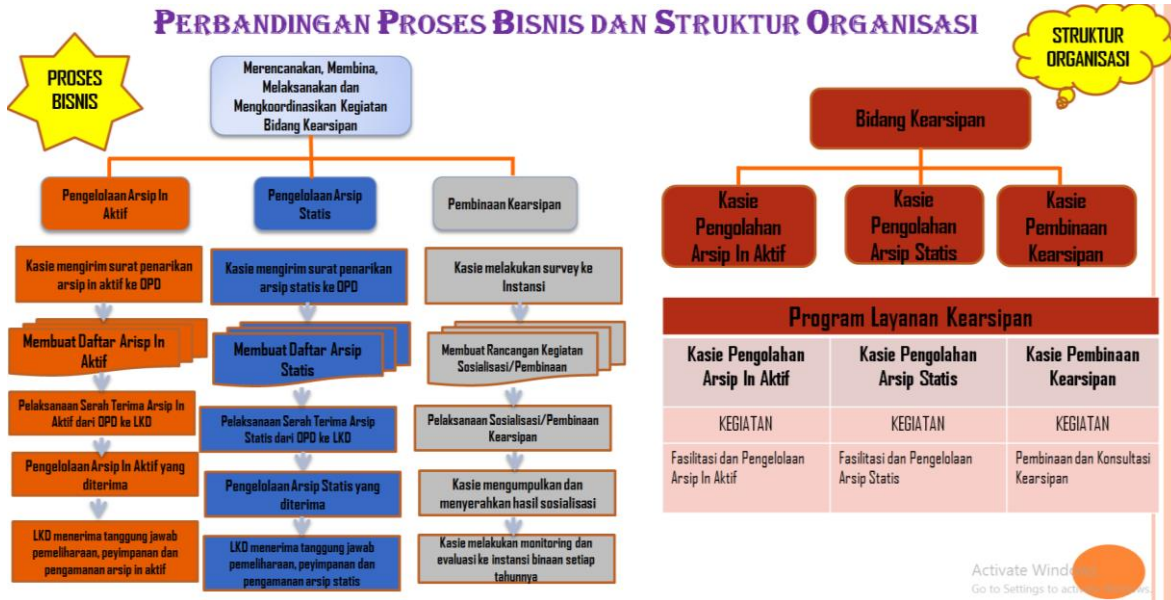 PERBANDINGAN PROSES BISNIS DAN STRUKTUR ORGANISASI
PROSES
BISNIS
Merencanakan, Membina,
Melaksanakan dan
Mengkoordinasikan Kegiatan
Bidang Kearsipan
Pengelolaan Arsip In
Aktif
Kasie mengirim surat penarikan
arsip in aktif ke OPD
Membuat Daftar Arisp In
Aktif
Pelaksanaan Serah Terima Arsip In
Aktif dari OPD ke LKD
Pengelolaan Arsip In Aktif yang
diterima
LKD menerima tanggung jawab
pemeliharaan, peyimpanan dan
pengamanan arsip in aktif
Pengelolaan Arsip
Statis
Kasie mengirim surat penarikan
arsip statis ke OPD
Membuat Daftar Arsip
Statis
Pelaksanaan Serah Terima Arsip
Statis dari OPD ke LKD
Pengelolaan Arsip Statis yang
diterima
LKD menerima tanggung jawab
pemeliharaan, peyimpanan dan
pengamanan arsip statis
Pembinaan Kearsipan
Kasie melakukan survey ke
Instansi
Membuat Rancangan Kegiatan
Sosialisasi/Pembinaan
Pelaksanaan Sosialisasi/Pembinaan
Kearsipan
Kasie mengumpulkan dan
menyerahkan hasil sosialisasi
Kasie melakukan monitoring dan
evaluasi ke instansi binaan setiap
tahunnya
STRUKTUR
ORGANISASI
Bidang Kearsipan
Kasie
Pengolahan
Arsip In Aktif
Kasie
Pengolahan
Arsip Statis
Kasie
Pembinaan
Kearsipan
Program Layanan Kearsipan
Kasie Pengolahan
Arsip In Aktif
Kasie Pengolahan
Arsip Statis
Kasie Pembinaan
Kearsipan
KEGIATAN
KEGIATAN
KEGIATAN
Fasilitasi dan Pengelolaan
Arsip In Aktif
Fasilitasi dan Pengelolaan
Arsip Statis
Pembinaan dan Konsultasi
Kearsipan
Activate Windows
Go to Settings to activate Windows.